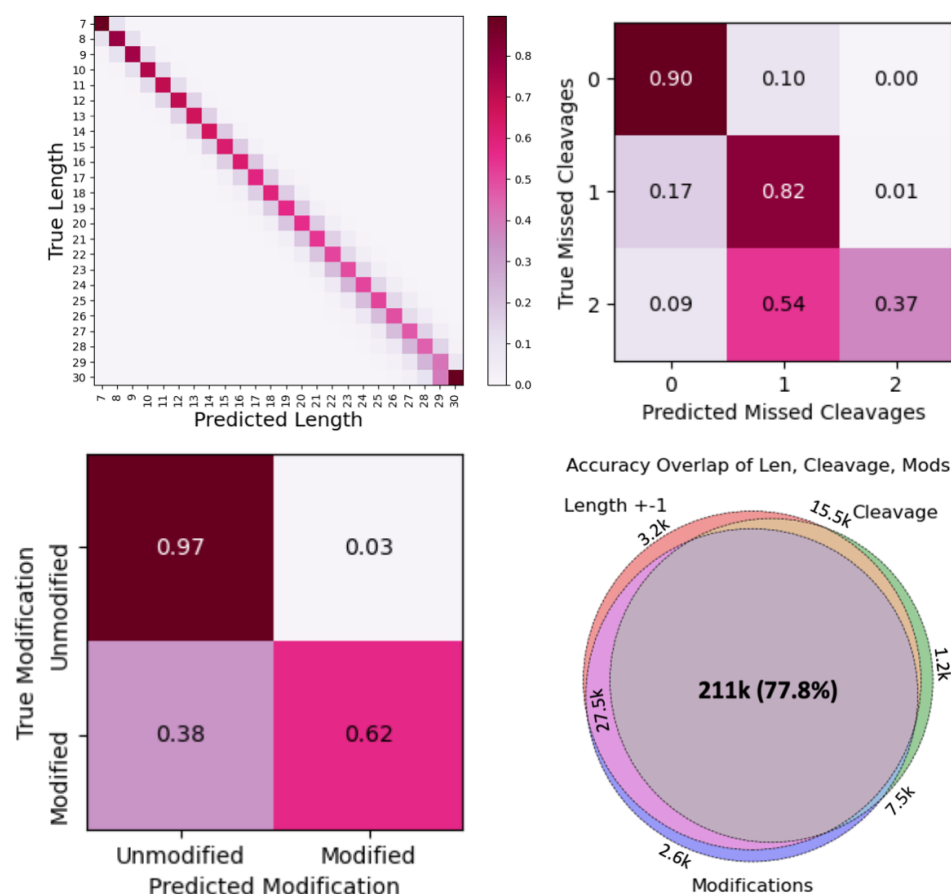 7
8
9
10
11
12
13
14
15
16
17
18
19
20
21
22
23
24
25
26
27
28
29
30
True Length
7 8 9 10 11 12 13 14 15 16 17 18 19 20 21 22 23 24 25 26 27 28 29 30
Predicted Length
0.8
0.7
0.6
0.5
0.4
0.3
0.2
0.1
0.0
True Missed Cleavages
0 0.90 0.10 0.00
1 0.17 0.82 0.01
2 0.09 0.54 0.37
0 1 2
Predicted Missed Cleavages
True Modification
Unmodified 0.97 0.03
Modified 0.38 0.62
Unmodified Modified
Predicted Modification
Accuracy Overlap of Len, Cleavage, Mods
Length +-1
3.2k
15.5k
Cleavage
1.2k
211k (77.8%)
27.5k
7.5k
2.6k
Modifications